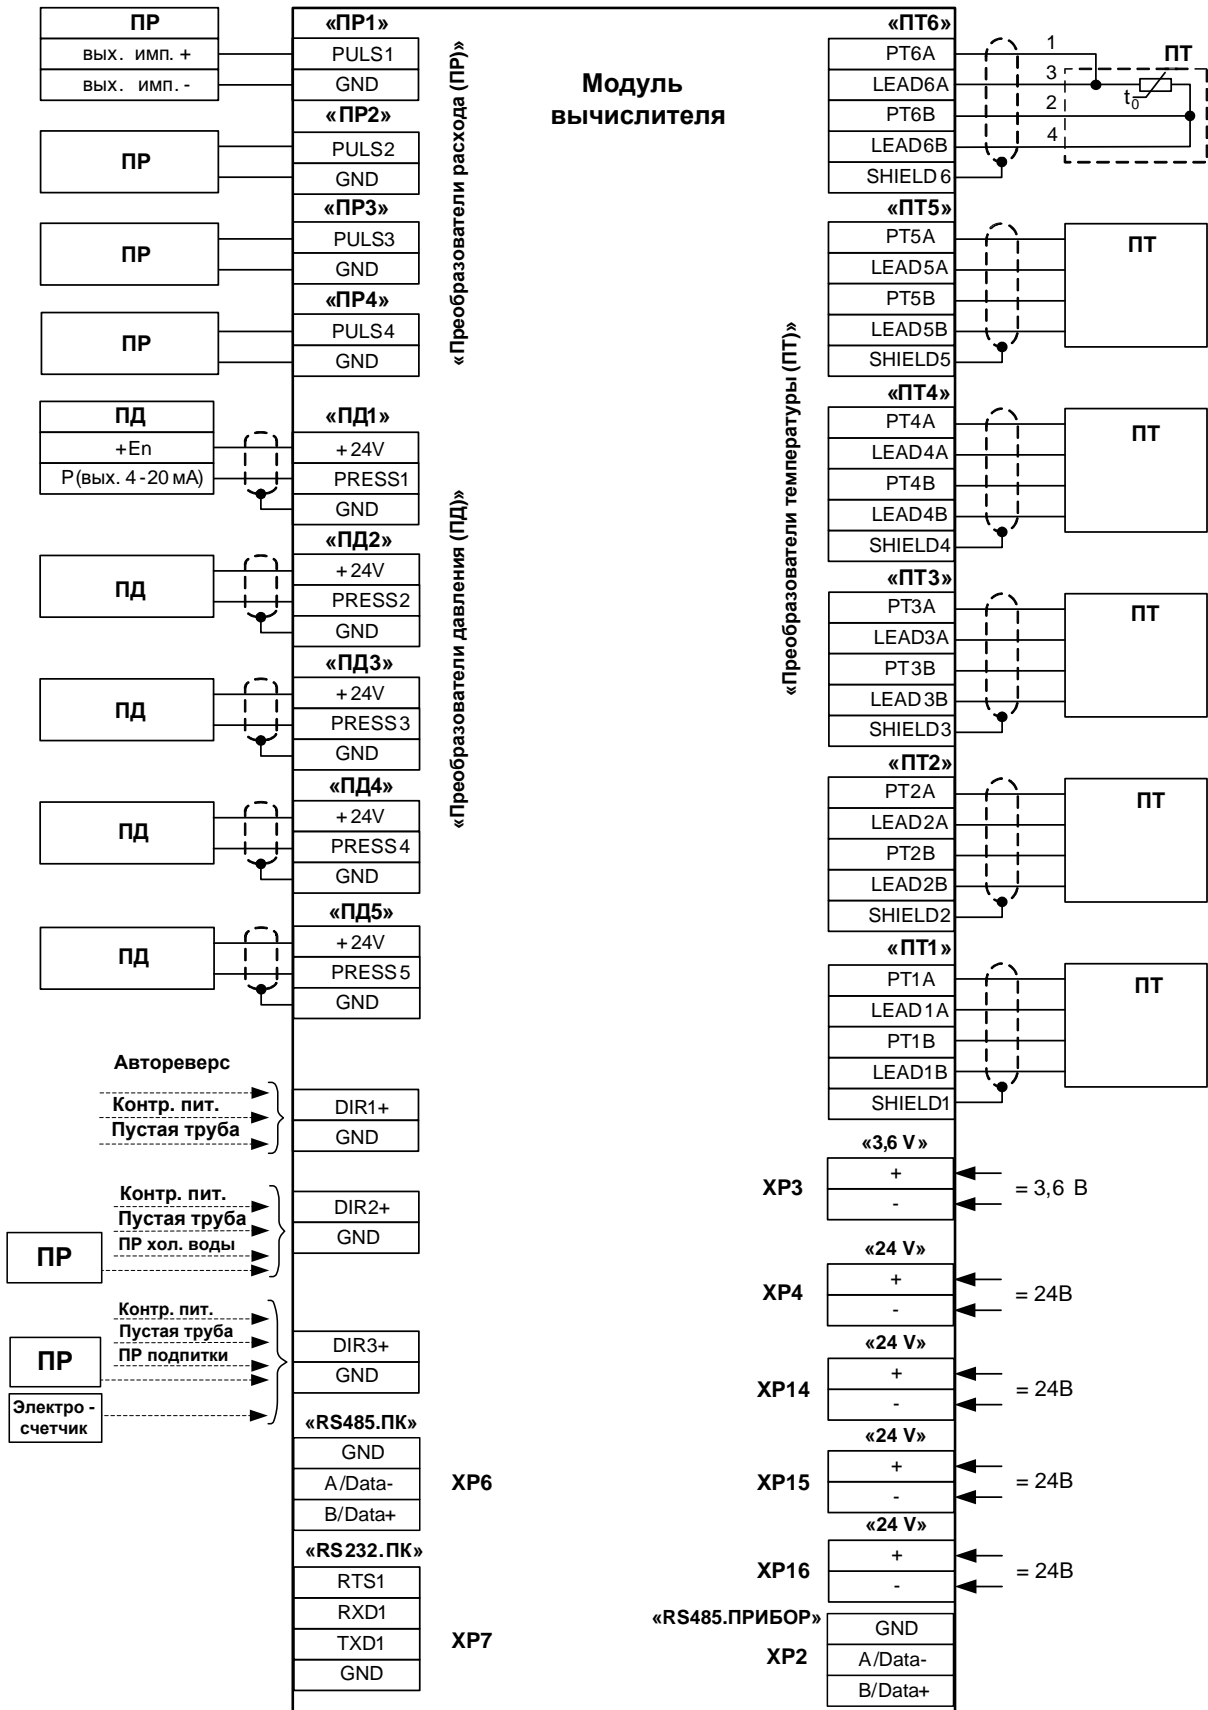 ПР
вых. имп. +
вых. имп. -
ПР
ПР
ПР
«ПР1»
PULS1
GND
«ПР2»
PULS2
GND
«ПР3»
PULS3
GND
«ПР4»
PULS4
GND
«Преобразователи расхода (ПР)»
ПД
+En
P(вых. 4-20 мА)
ПД
ПД
ПД
ПД
«ПД1»
+24V
PRESS1
GND
«ПД2»
+24V
PRESS2
GND
«ПД3»
+24V
PRESS3
GND
«ПД4»
+24V
PRESS4
GND
«ПД5»
+24V
PRESS5
GND
«Преобразователи давления (ПД)»
Автореверс
Контр. пит.
Пустая труба
DIR1+
GND
Контр. пит.
Пустая труба
ПР хол. воды
ПР
DIR2+
GND
Контр. пит.
Пустая труба
ПР подпитки
ПР
Электро -
счетчик
DIR3+
GND
«RS485.ПК»
GND
A/Data-
B/Data+
XP6
«RS232.ПК»
RTS1
RXD1
TXD1
GND
XP7
Модуль
вычислителя
«Преобразователи температуры (ПТ)»
«ПТ6»
PT6A
LEAD6A
PT6B
LEAD6B
SHIELD6
1
3
2
4
ПТ
t0
«ПТ5»
PT5A
LEAD5A
PT5B
LEAD5B
SHIELD5
ПТ
«ПТ4»
PT4A
LEAD4A
PT4B
LEAD4B
SHIELD4
ПТ
«ПТ3»
PT3A
LEAD3A
PT3B
LEAD3B
SHIELD3
ПТ
«ПТ2»
PT2A
LEAD2A
PT2B
LEAD2B
SHIELD2
ПТ
«ПТ1»
PT1A
LEAD1A
PT1B
LEAD1B
SHIELD1
ПТ
«3,6 V»
XP3
+
-
= 3,6 В
«24 V»
XP4
+
-
= 24В
«24 V»
XP14
+
-
= 24В
«24 V»
XP15
+
-
= 24В
«24 V»
XP16
+
-
= 24В
«RS485.ПРИБОР»
XP2
GND
A/Data-
B/Data+